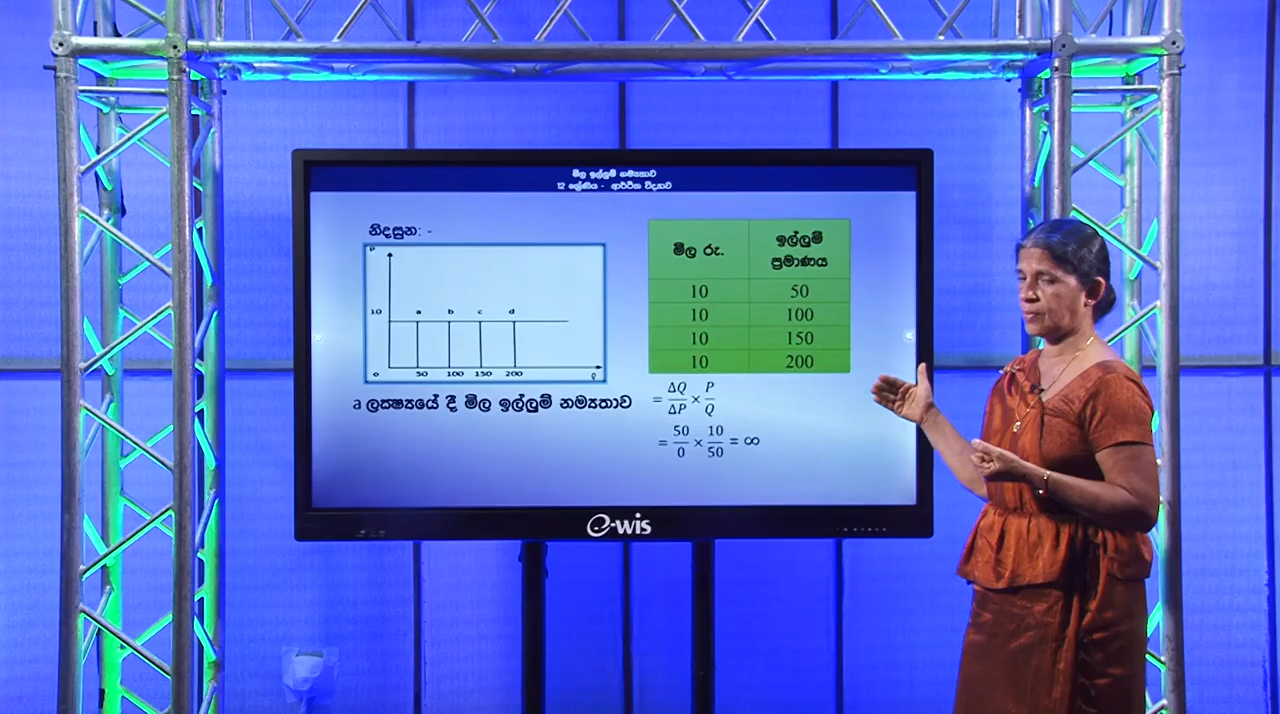 මිල ඉල්ලුම් නම්‍යතාව
12 ශ්‍රේණිය - ආර්ථික විද්‍යාව
නිදසුන: -
P
10 a b c d
0 50 100 150 200
Q
මිල රු. ඉල්ලුම් ප්‍රමාණය
10 50
10 100
10 150
10 200
a ලක්‍ෂ්‍යයේ දී මිල ඉල්ලුම් නම්‍යතාව
= ΔQ/ΔP × P/Q
= 50/0 × 10/50 = ∞
e-wis